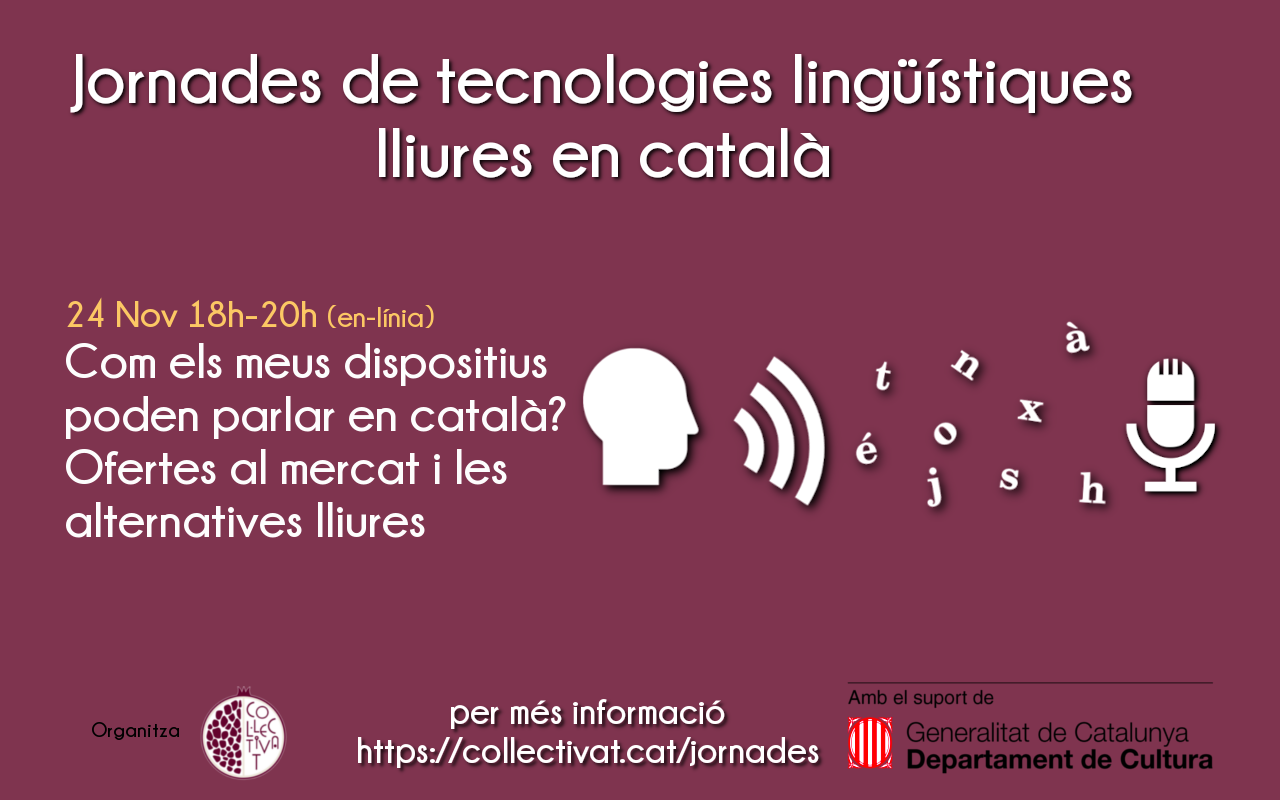 Jornades de tecnologies lingüístiques
lliures en català
24 Nov 18h-20h (en-línia)
Com els meus dispositius
poden parlar en català?
Ofertes al mercat i les
alternatives lliures
t
n
à
é
o
x
j
s
h
Organitza
CO
L·LEC
TIVA
T
per més informació
https://collectivat.cat/jornades
Amb el suport de
Generalitat de Catalunya
Departament de Cultura